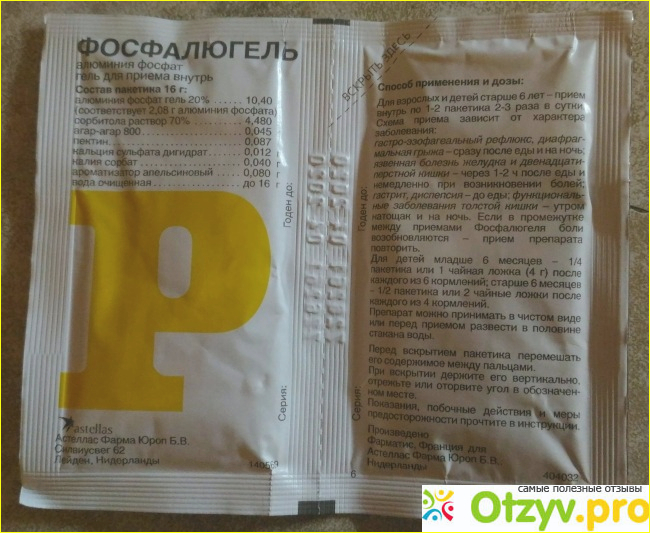 ФОСФАЛЮГЕЛЬ
алюминия фосфат
гель для приема внутрь
Состав пакетика 16 г:
алюминия фосфат гель 20% ...... 10,40
(соответствует 2,08 г алюминия фосфата)
сорбитола раствор 70% ...... 4,480
агар-агар 800 ...... 0,045
пектин ...... 0,087
кальция сульфата дигидрат ...... 0,012 г
калия сорбат ...... 0,040 г
ароматизатор апельсиновый ...... 0,080 г
вода очищенная ...... до 16 г
P
astellas
Астеллас Фарма Юроп Б.В.
Силвиусвег 62
Лейден, Нидерланды
Годен до:
Серия:
ВСКРЫТЬ ЗДЕСЬ
Годен до:
Серия:
6
Способ применения и дозы:
Для взрослых и детей старше 6 лет – прием
внутрь по 1-2 пакетика 2-3 раза в сутки.
Схема приема зависит от характера
заболевания:
гастро-эзофагеальный рефлюкс, диафраг-
мальная грыжа – сразу после еды и на ночь;
язвенная болезнь желудка и двенадцати-
перстной кишки – через 1-2 ч после еды и
немедленно при возникновении болей;
гастрит, диспепсия – до еды; функциональ-
ные заболевания толстой кишки – утром
натощак и на ночь. Если в промежутке
между приемами Фосфалюгеля боли
возобновляются – прием препарата
повторить.
Для детей младше 6 месяцев - 1/4
пакетика или 1 чайная ложка (4 г) после
каждого из 6 кормлений; старше 6 месяцев
- 1/2 пакетика или 2 чайные ложки после
каждого из 4 кормлений.
Препарат можно принимать в чистом виде
или перед приемом развести в половине
стакана воды.
Перед вскрытием пакетика перемешать
его содержимое между пальцами.
При вскрытии держите его вертикально,
отрежьте или оторвите угол в обозначен-
ном месте.
Показания, побочные действия и меры
предосторожности прочтите в инструкции.
Произведено
Фарматис, Франция для
Астеллас Фарма Юроп Б.В.,
Нидерланды
404032
самые полезные отзывы
Otzyv.pro